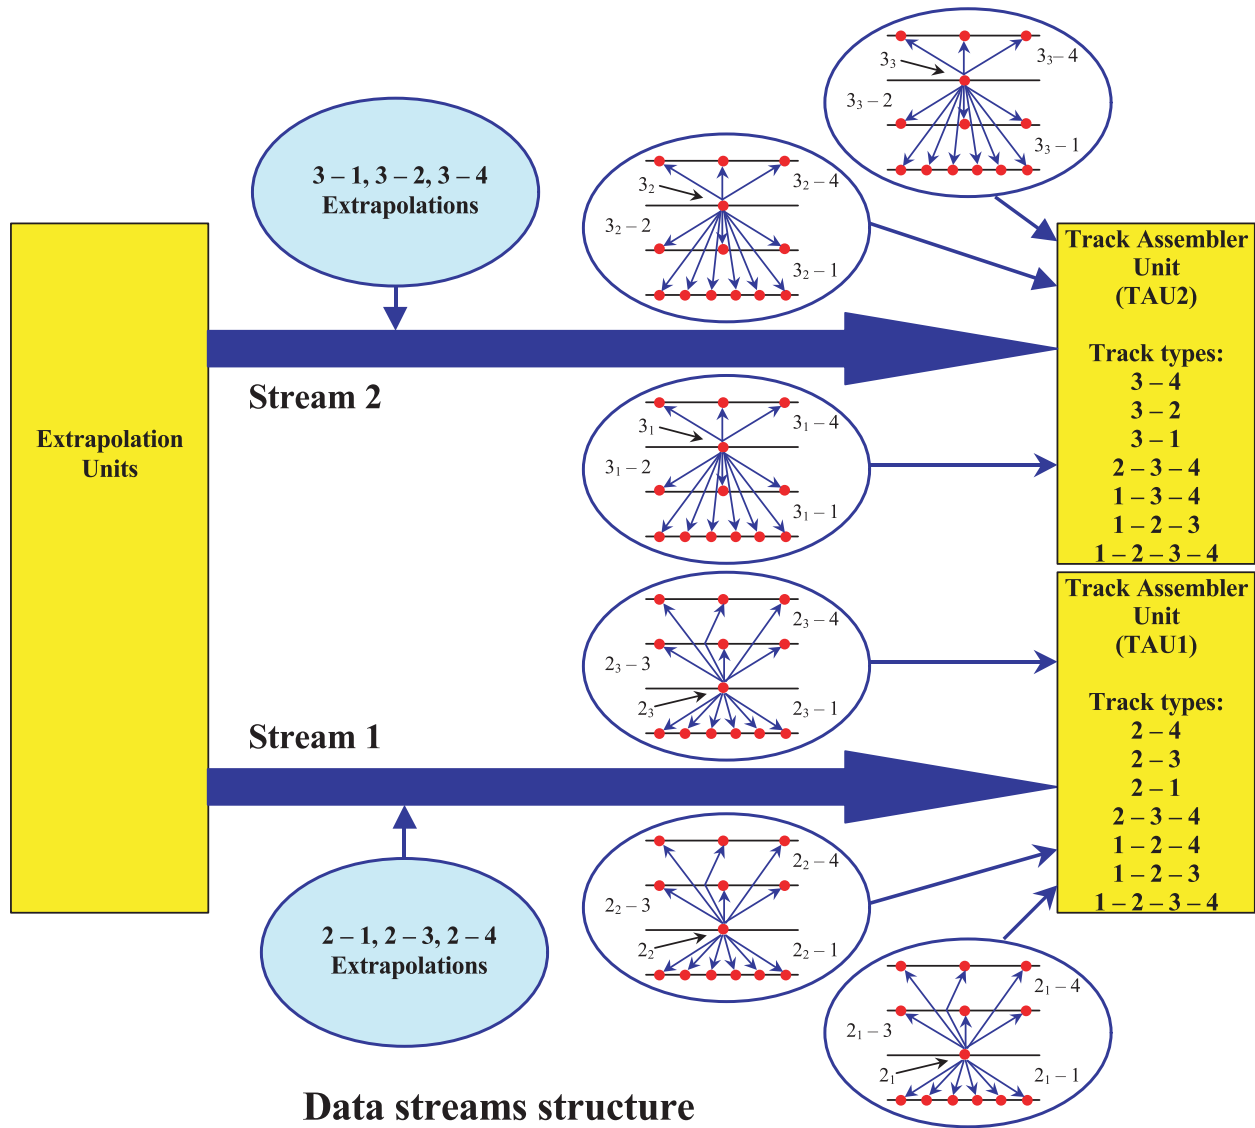 3 – 1, 3 – 2, 3 – 4
Extrapolations
Extrapolation
Units
Stream 2
Stream 1
2 – 1, 2 – 3, 2 – 4
Extrapolations
3₃
3₃– 4
3₃– 2
3₃– 1
3₂
3₂– 4
3₂– 2
3₂– 1
3₁
3₁– 4
3₁– 2
3₁– 1
2₃– 4
2₃– 3
2₃
2₃– 1
2₂– 4
2₂– 3
2₂
2₂– 1
2₁– 4
2₁– 3
2₁
2₁– 1
Track Assembler
Unit
(TAU2)
Track types:
3 – 4
3 – 2
3 – 1
2 – 3 – 4
1 – 3 – 4
1 – 2 – 3
1 – 2 – 3 – 4
Track Assembler
Unit
(TAU1)
Track types:
2 – 4
2 – 3
2 – 1
2 – 3 – 4
1 – 2 – 4
1 – 2 – 3
1 – 2 – 3 – 4
Data streams structure